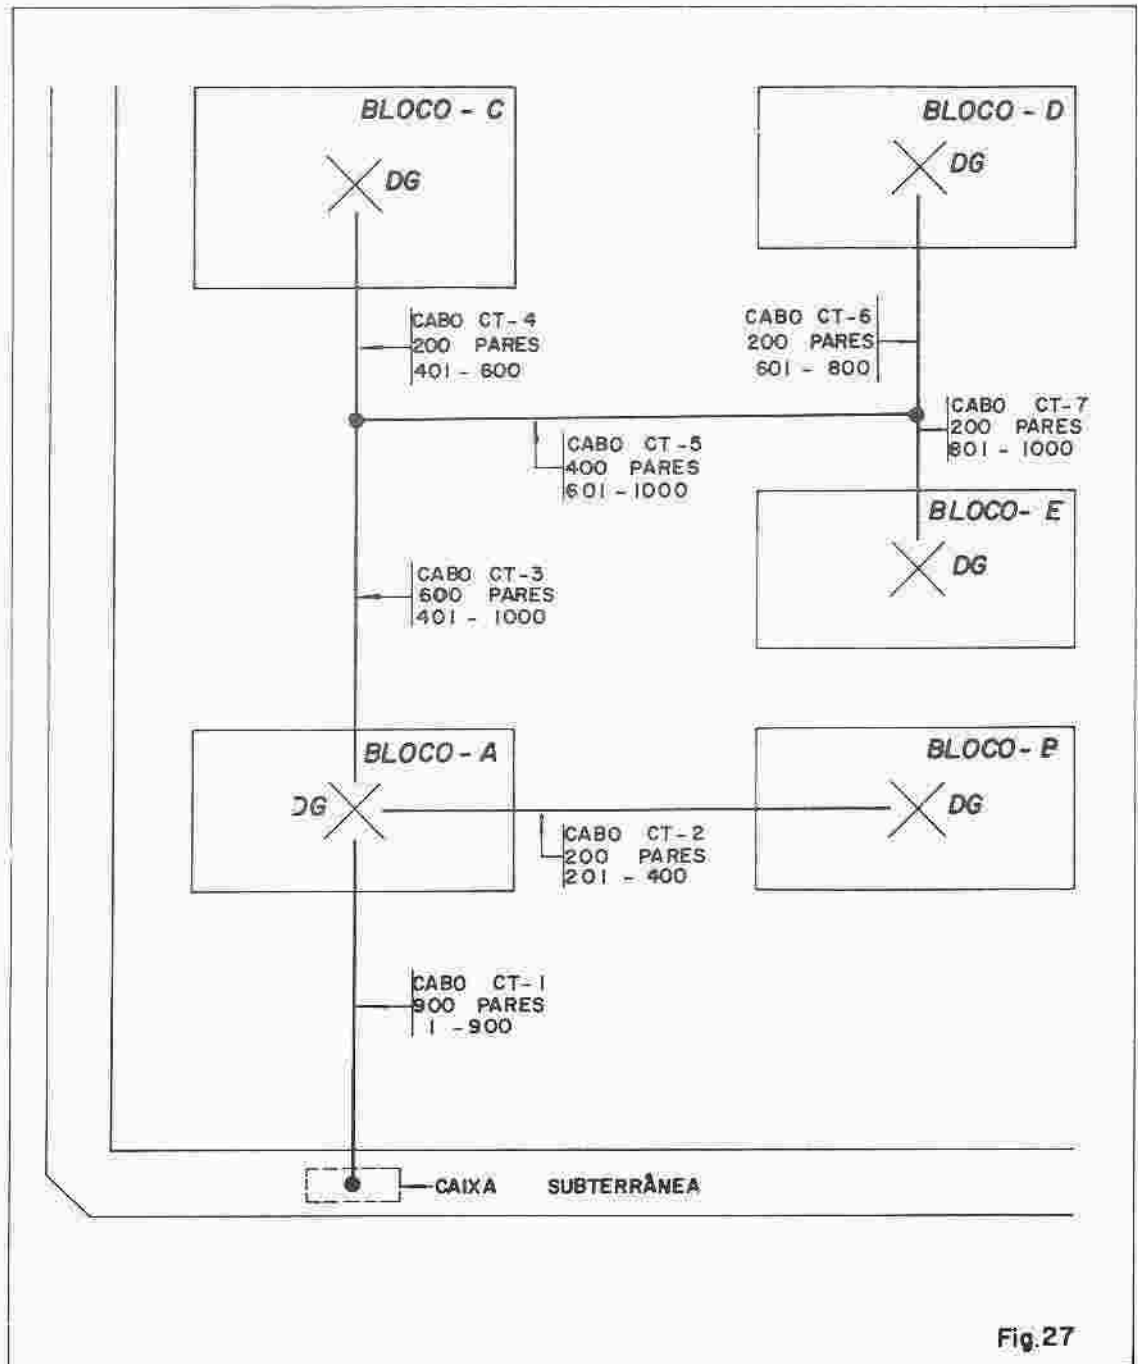 BLOCO - C
DG
BLOCO - D
DG
CABO CT-4
200 PARES
401 - 600
CABO CT-6
200 PARES
601 - 800
CABO CT-7
200 PARES
801 - 1000
CABO CT-5
400 PARES
601 - 1000
BLOCO - E
DG
CABO CT-3
600 PARES
401 - 1000
BLOCO - A
DG
BLOCO - B
DG
CABO CT-2
200 PARES
201 - 400
CABO CT-1
900 PARES
1 - 900
CAIXA SUBTERRÂNEA
Fig.27